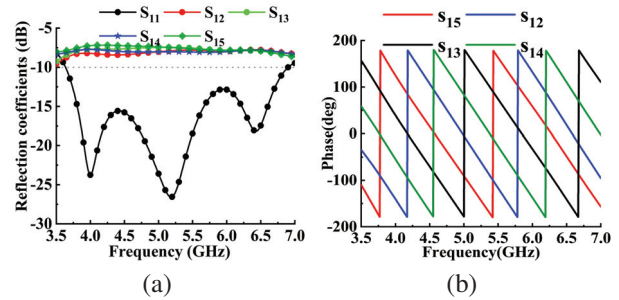 S11 S12 S13
S14 S15
Reflection coefficients (dB)
-5
-10
-15
-20
-25
-30
3.5 4.0 4.5 5.0 5.5 6.0 6.5 7.0
Frequency (GHz)
(a)
S15 S12
S13 S14
Phase(deg)
200
100
0
-100
-200
3.5 4.0 4.5 5.0 5.5 6.0 6.5 7.0
Frequency(GHz)
(b)